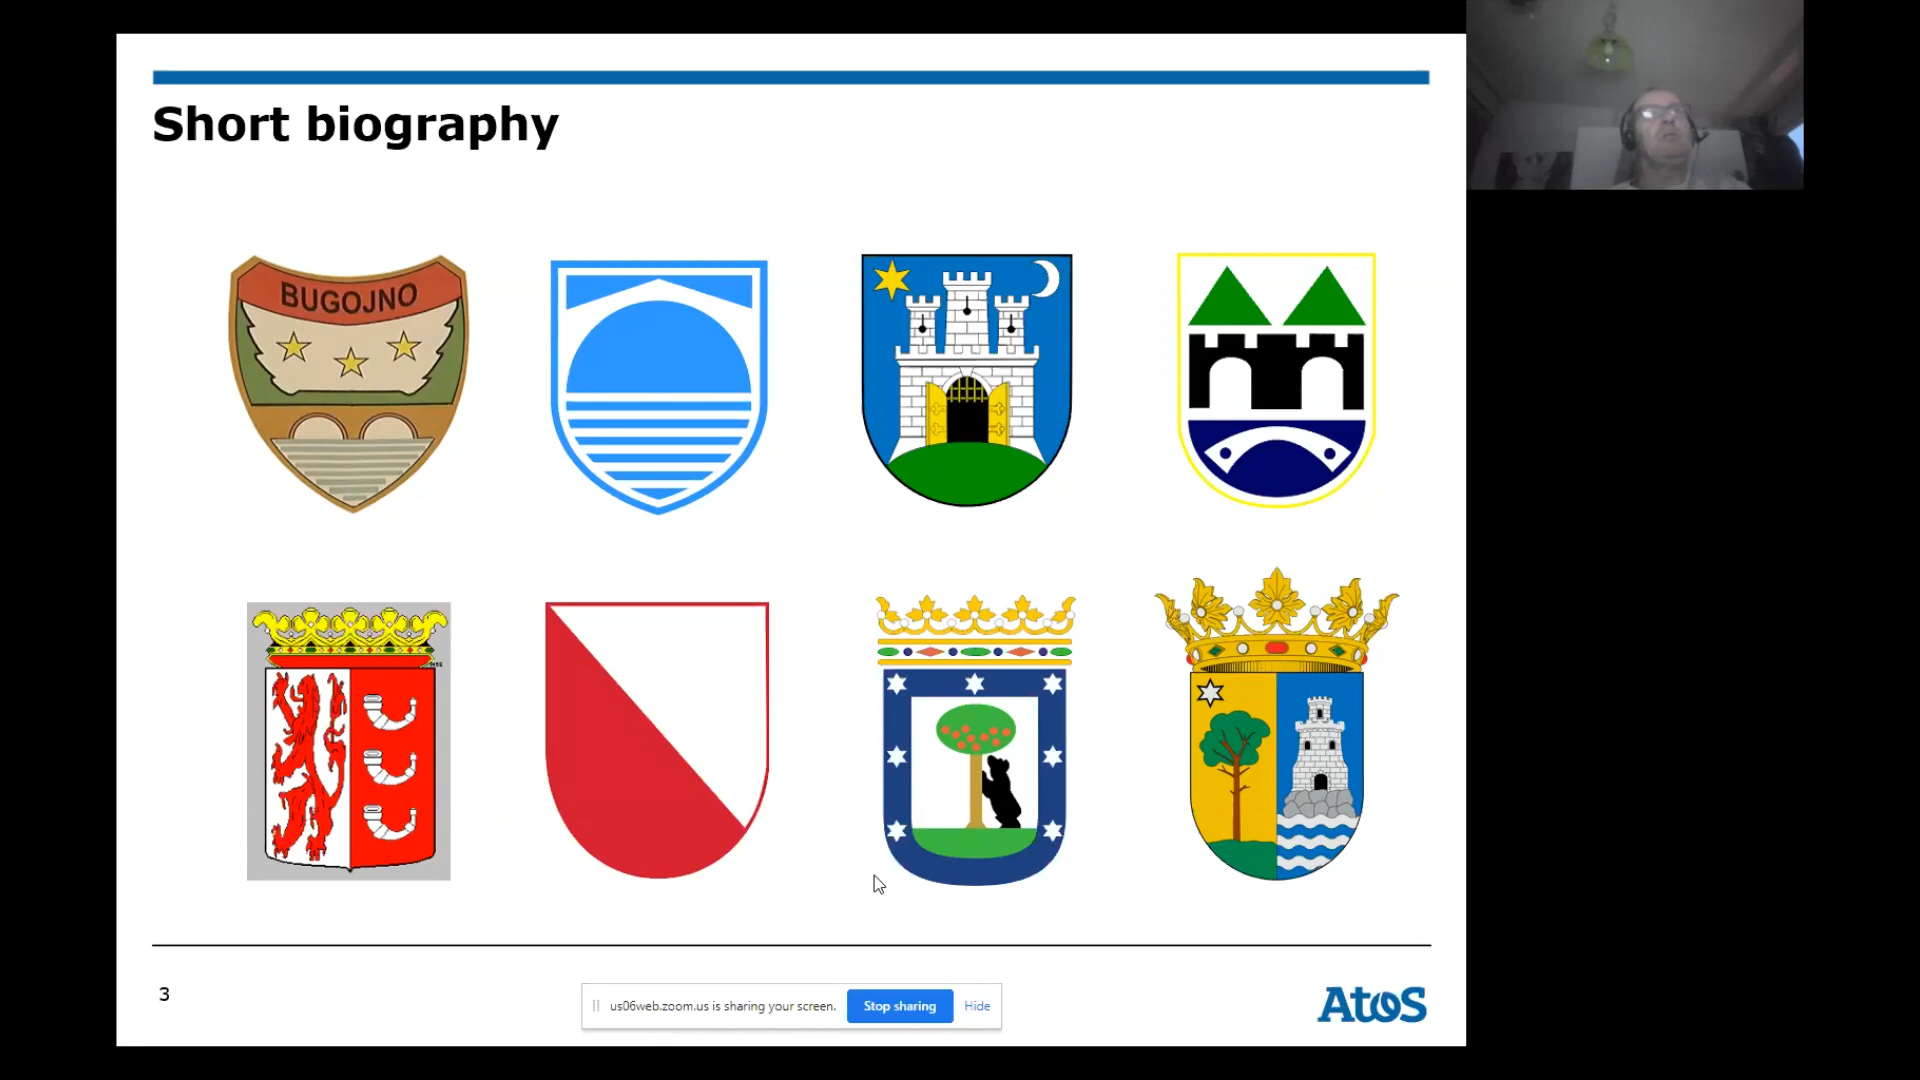 Short biography
BUGOJNO
3
us06web.zoom.us is sharing your screen.
Stop sharing
Hide
Atos